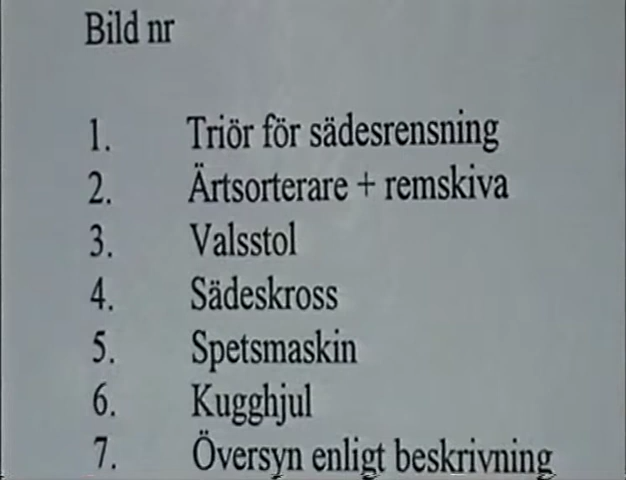 Bild nr
1. Triör för sädesrensning
2. Ärtsorterare + remskiva
3. Valsstol
4. Sädeskross
5. Spetsmaskin
6. Kugghjul
7. Översyn enligt beskrivning